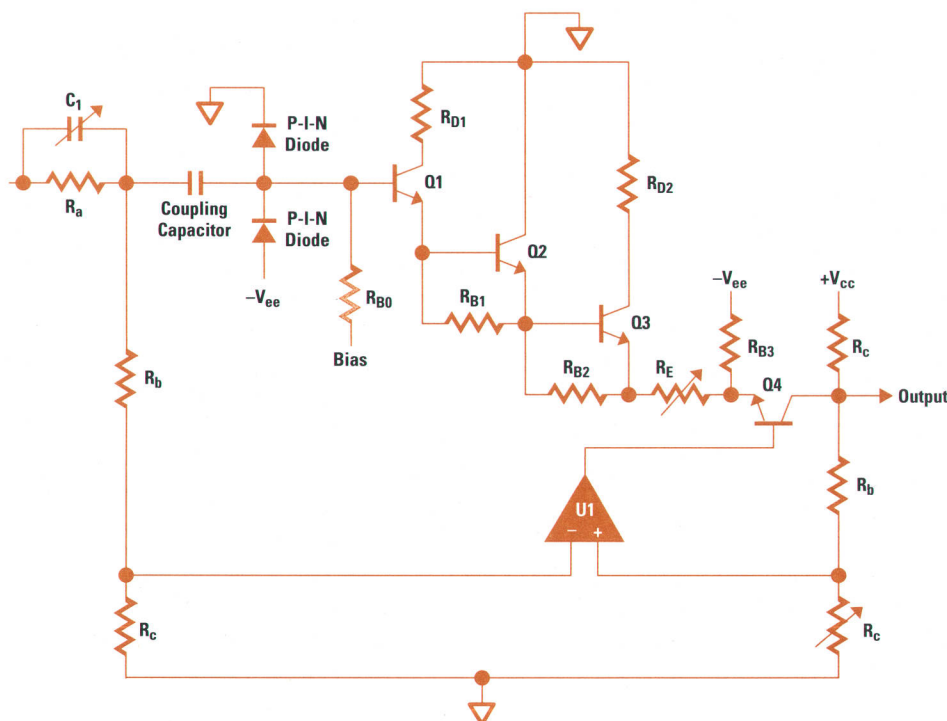 C1
Ra
Coupling
Capacitor
P-I-N
Diode
P-I-N
Diode
−Vee
RB0
Bias
RD1
Q1
Q2
RB1
RD2
Q3
RB2
RE
−Vee
RB3
Q4
+Vcc
Rc
Output
Rb
Rb
U1
− +
Rc
Rc